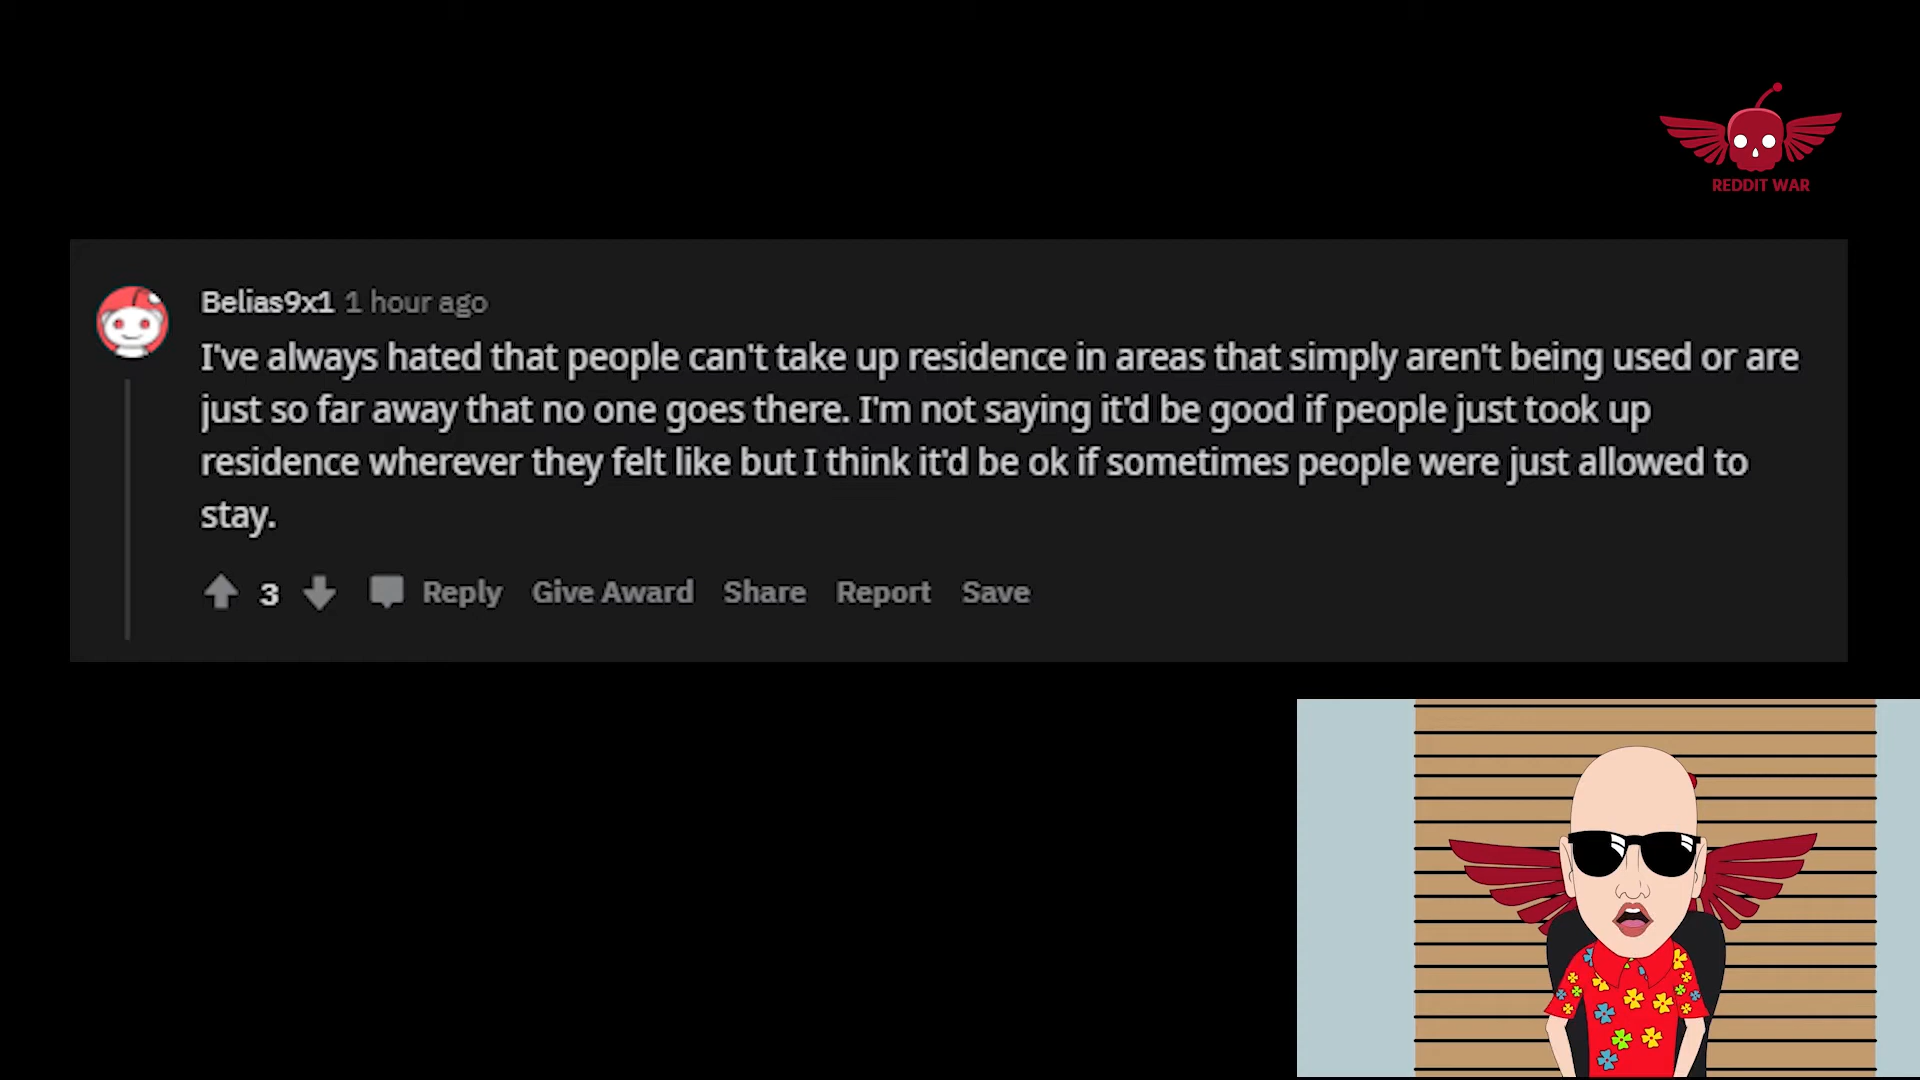 REDDIT WAR
Belias9x1 1 hour ago
I've always hated that people can't take up residence in areas that simply aren't being used or are
just so far away that no one goes there. I'm not saying it'd be good if people just took up
residence wherever they felt like but I think it'd be ok if sometimes people were just allowed to
stay.
3 Reply Give Award Share Report Save